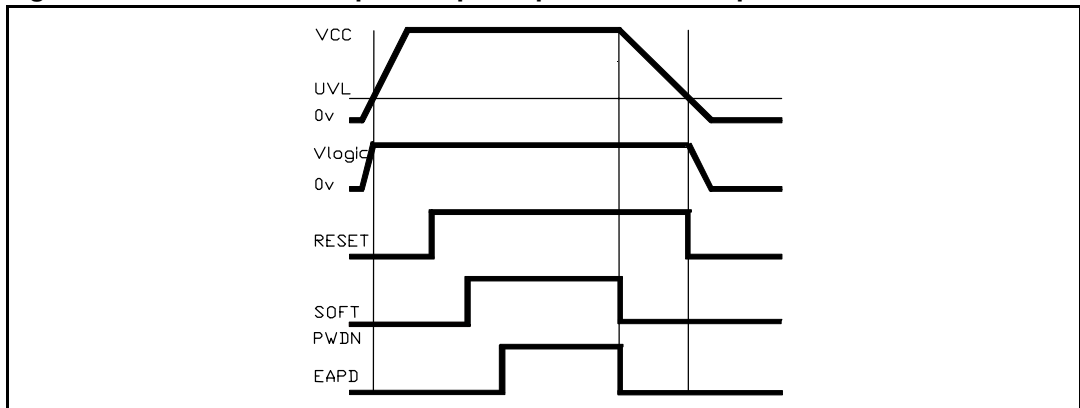 VCC
UVL
0v
Vlogic
0v
RESET
SOFT
PWDN
EAPD